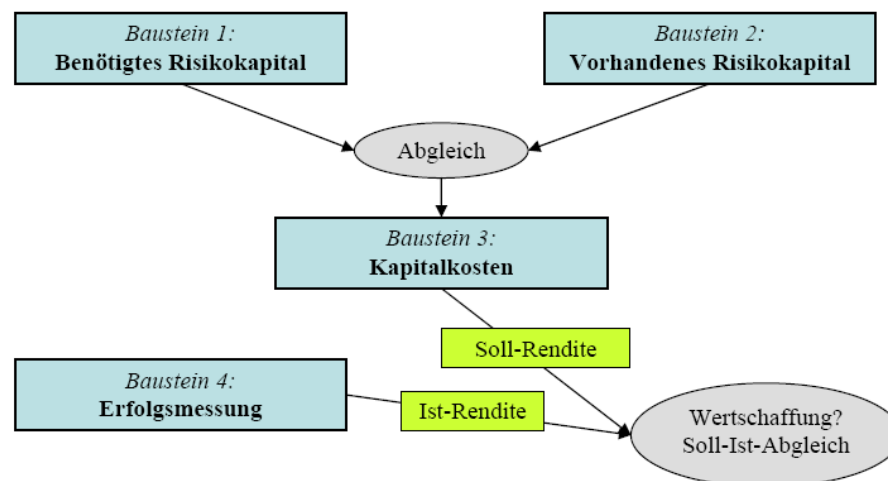 Baustein 1:
Benötigtes Risikokapital
Baustein 2:
Vorhandenes Risikokapital
Abgleich
Baustein 3:
Kapitalkosten
Soll-Rendite
Baustein 4:
Erfolgsmessung
Ist-Rendite
Wertschaffung?
Soll-Ist-Abgleich